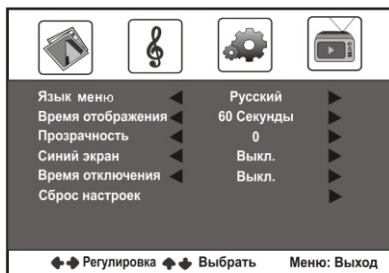 Язык меню Русский
Время отображения 60 Секунды
Прозрачность 0
Синий экран Выкл.
Время отключения Выкл.
Сброс настроек
Регулировка Выбрать Меню: Выход